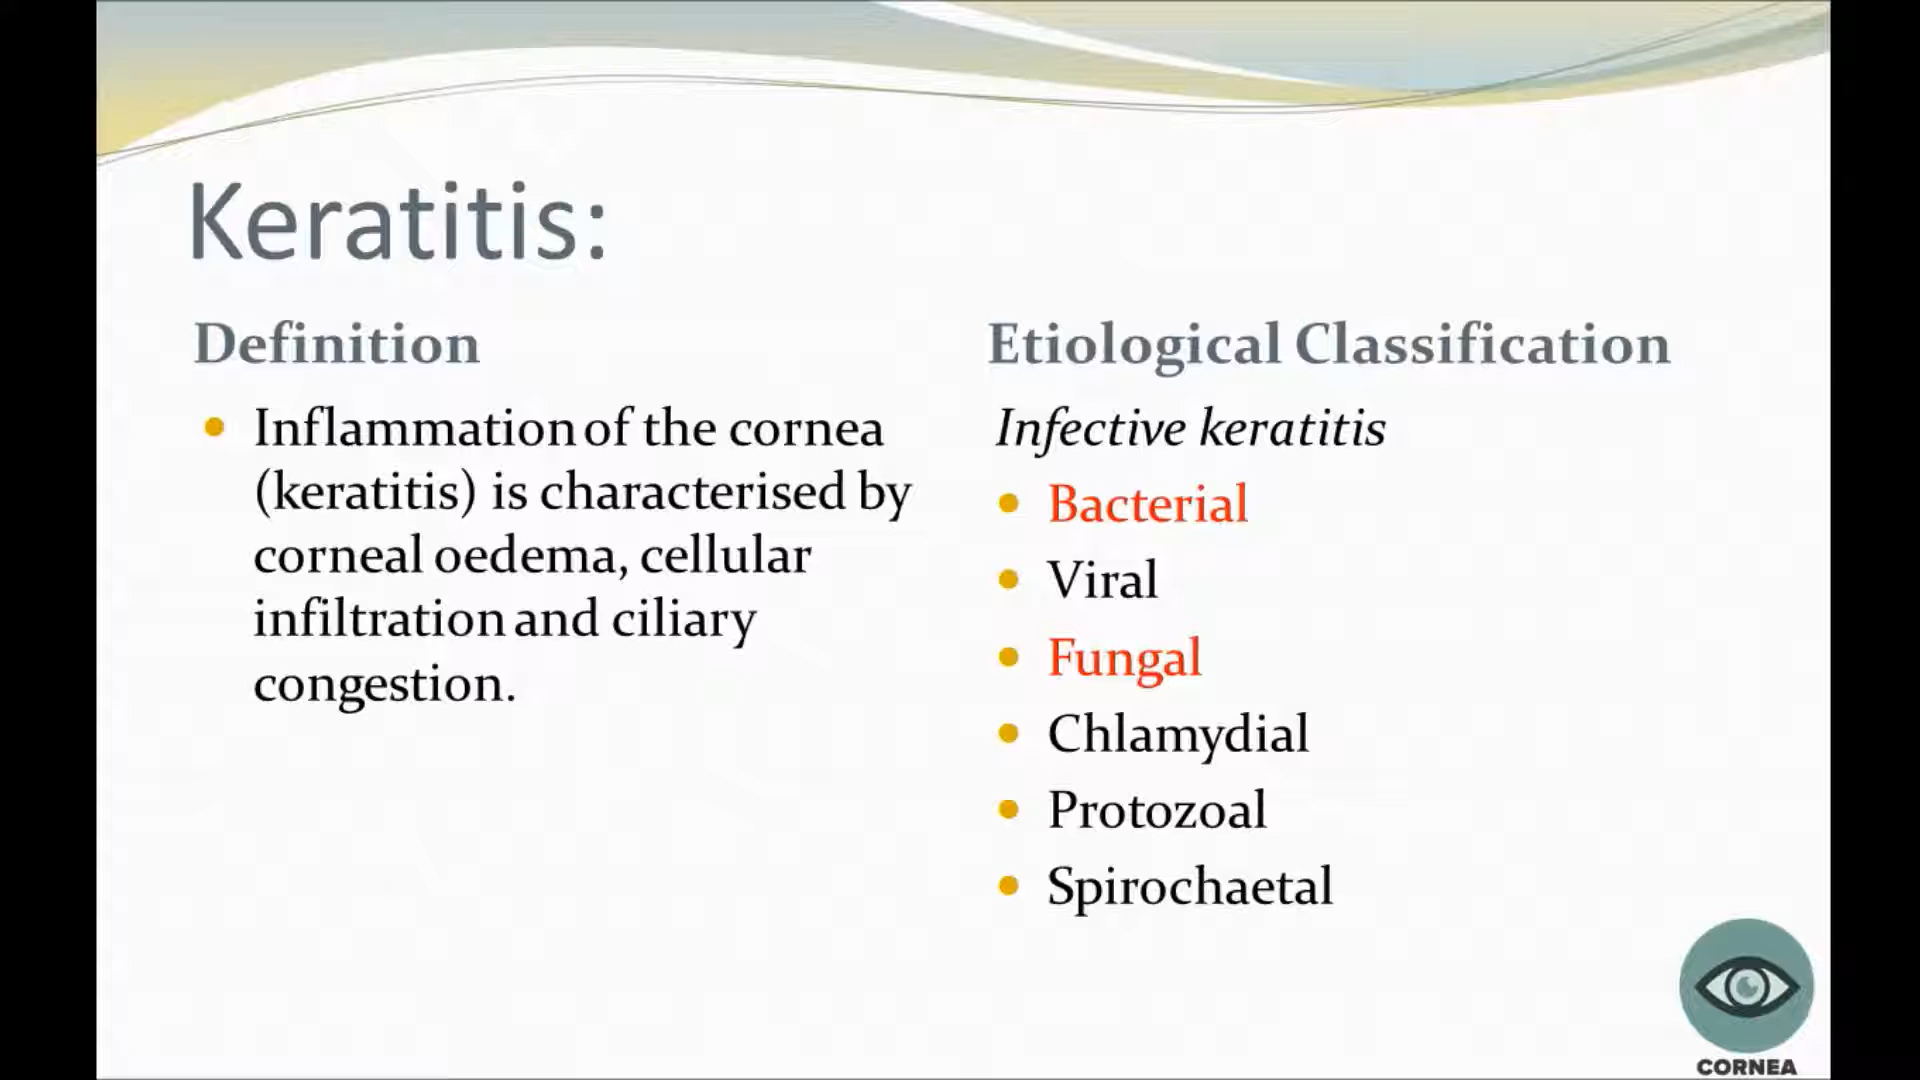 Keratitis:
Definition
Inflammation of the cornea
(keratitis) is characterised by
corneal oedema, cellular
infiltration and ciliary
congestion.
Etiological Classification
Infective keratitis
Bacterial
Viral
Fungal
Chlamydial
Protozoal
Spirochaetal
CORNEA